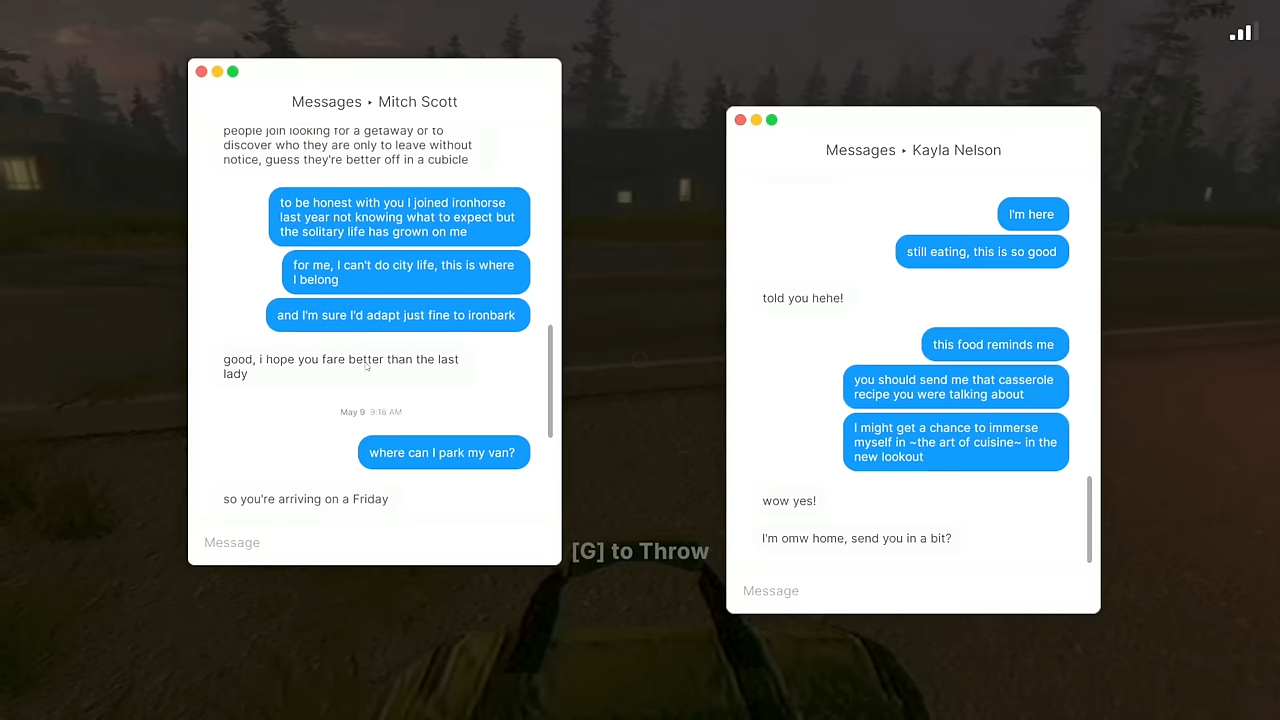 Messages ▸ Mitch Scott
people join looking for a getaway or to
discover who they are only to leave without
notice, guess they're better off in a cubicle
to be honest with you I joined ironhorse
last year not knowing what to expect but
the solitary life has grown on me
for me, I can't do city life, this is where
I belong
and I'm sure I'd adapt just fine to ironbark
good, i hope you fare better than the last
lady
May 9 9:18 AM
where can I park my van?
so you're arriving on a Friday
Message
Messages ▸ Kayla Nelson
I'm here
still eating, this is so good
told you hehe!
this food reminds me
you should send me that casserole
recipe you were talking about
I might get a chance to immerse
myself in ~the art of cuisine~ in the
new lookout
wow yes!
I'm omw home, send you in a bit?
Message
[G] to Throw